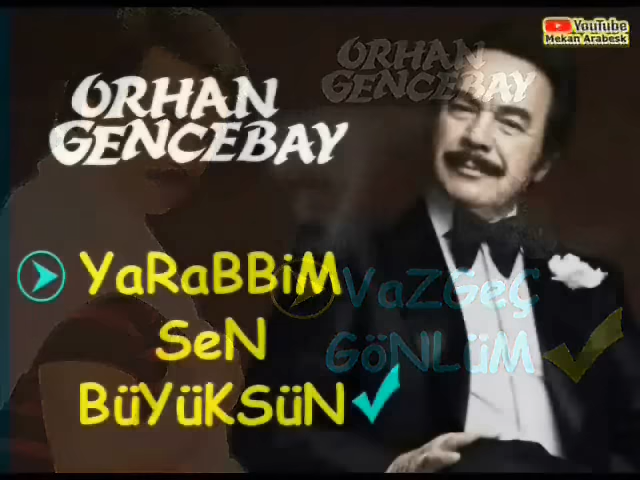 YouTube
Mekan Arabesk
ORHAN
GENCEBAY
ORHAN
GENCEBAY
YaRaBBiM
SeN
BüYüKSüN
VaZGeÇ
GöNLüM